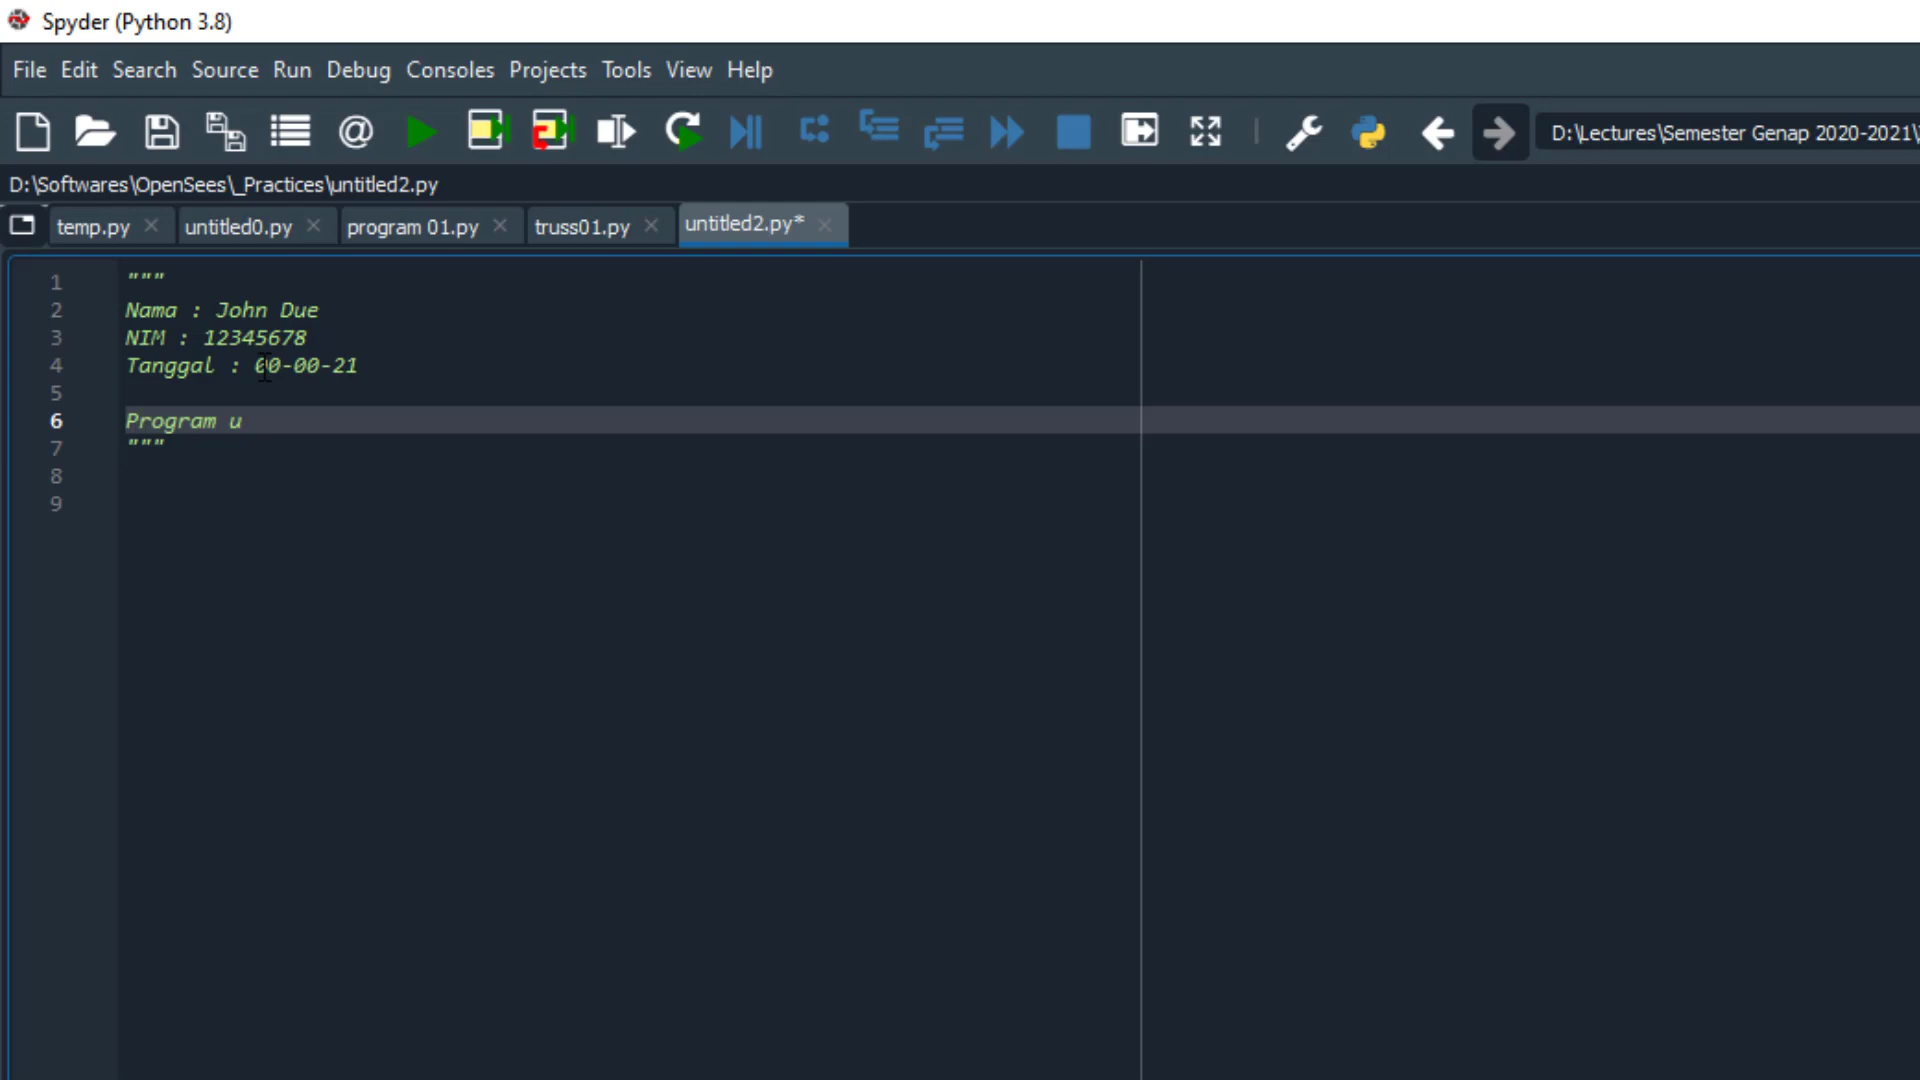 Spyder (Python 3.8)
File Edit Search Source Run Debug Consoles Projects Tools View Help
D:\Lectures\Semester Genap 2020-2021\
D:\Softwares\OpenSees\_Practices\untitled2.py
temp.py untitled0.py program 01.py truss01.py untitled2.py*
1 """
2 Nama : John Due
3 NIM : 12345678
4 Tanggal : 00-00-21
5
6 Program u
7 """
8
9